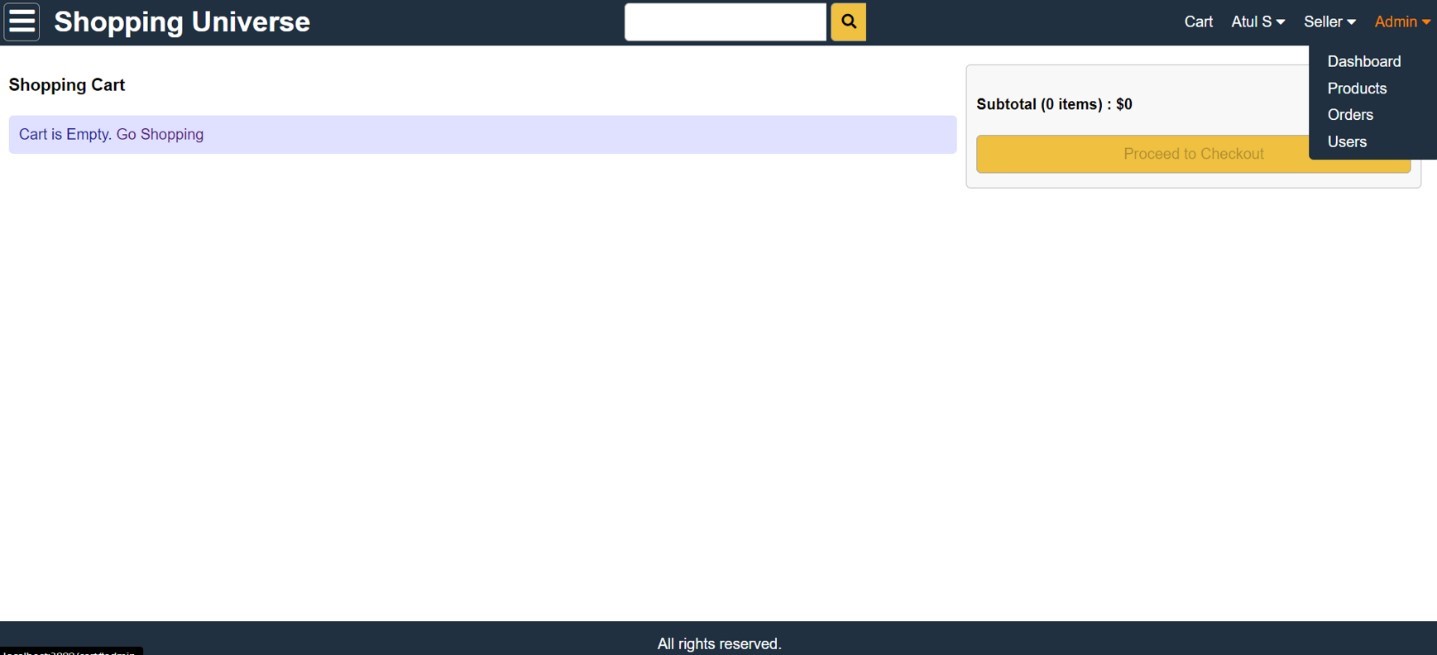 Shopping Universe
Cart Atul S Seller Admin
Dashboard
Products
Orders
Users
Shopping Cart
Cart is Empty. Go Shopping
Subtotal (0 items) : $0
Proceed to Checkout
All rights reserved.